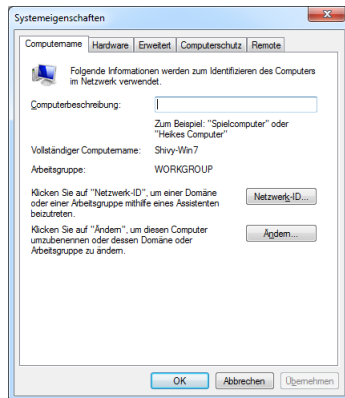 Systemeigenschaften
Computername Hardware Erweitert Computerschutz Remote
Folgende Informationen werden zum Identifizieren des Computers
im Netzwerk verwendet.
Computerbeschreibung:
Zum Beispiel: "Spielcomputer" oder
"Heikes Computer"
Vollständiger Computername: Shivy-Win7
Arbeitsgruppe: WORKGROUP
Klicken Sie auf "Netzwerk-ID", um einer Domäne
oder einer Arbeitsgruppe mithilfe eines Assistenten
beizutreten.
Netzwerk-ID...
Klicken Sie auf "Ändern", um diesen Computer
umzubenennen oder dessen Domäne oder
Arbeitsgruppe zu ändern.
Ändern...
OK Abbrechen Übernehmen